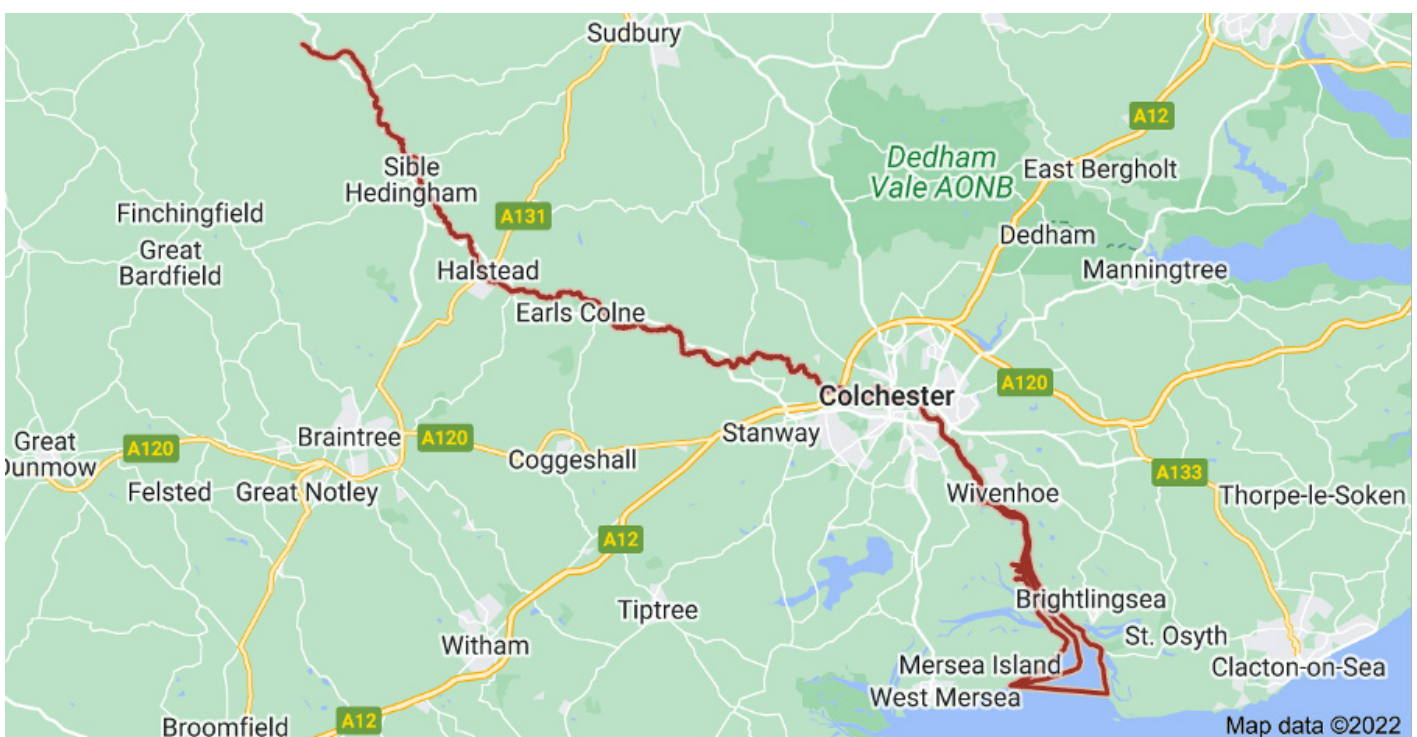 Sudbury
A12
Dedham
Vale AONB
East Bergholt
Sible
Hedingham
Finchingfield
A131
Great
Bardfield
Dedham
Halstead
Manningtree
Earls Colne
A120
Colchester
Stanway
Braintree
A120
Great
Dunmow
A120
Coggeshall
A133
Felsted
Great Notley
Wivenhoe
Thorpe-le-Soken
A12
Tiptree
Brightlingsea
St. Osyth
Witham
Mersea Island
Clacton-on-Sea
West Mersea
Broomfield
A12
Map data ©2022